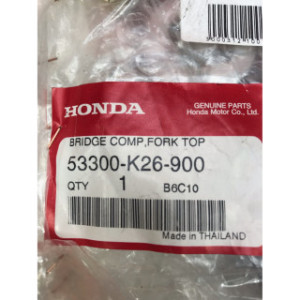 HONDA
GENUINE PARTS
Honda Motor Co., Ltd.
BRIDGE COMP,FORK TOP
53300-K26-900
QTY 1 B6C10
Made in THAILAND